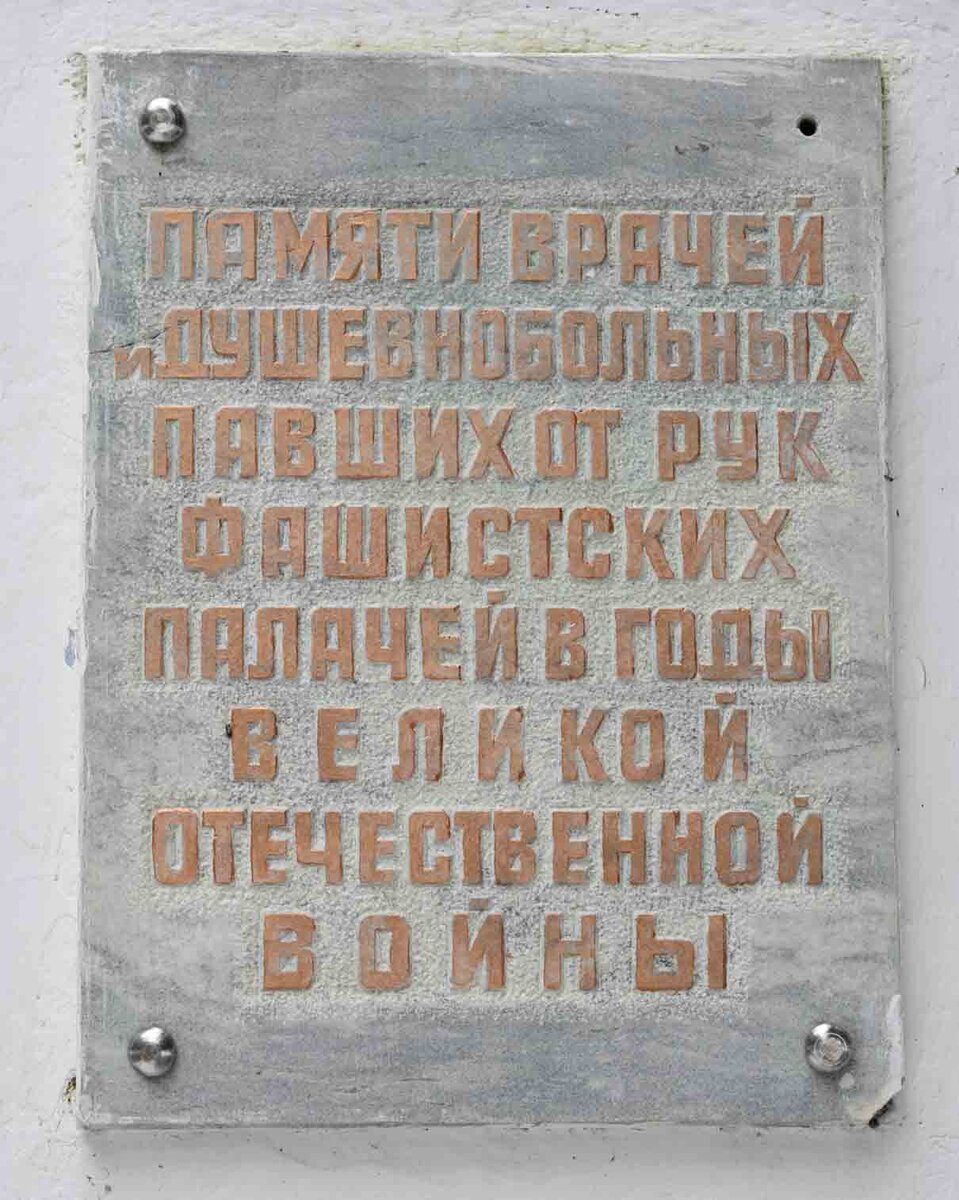 ПАМЯТИ ВРАЧЕЙ
и ДУШЕВНОБОЛЬНЫХ
ПАВШИХ ОТ РУК
ФАШИСТСКИХ
ПАЛАЧЕЙ В ГОДЫ
ВЕЛИКОЙ
ОТЕЧЕСТВЕННОЙ
ВОЙНЫ